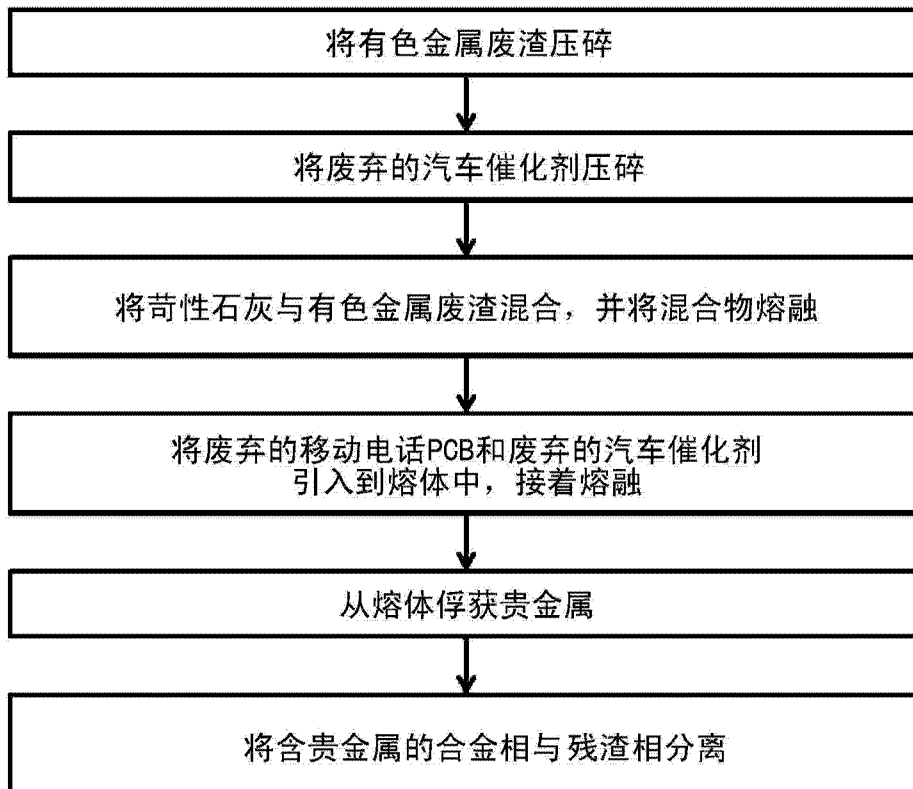 将有色金属废渣压碎
将废弃的汽车催化剂压碎
将苛性石灰与有色金属废渣混合，并将混合物熔融
将废弃的移动电话PCB和废弃的汽车催化剂
引入到熔体中，接着熔融
从熔体俘获贵金属
将含贵金属的合金相与残渣相分离